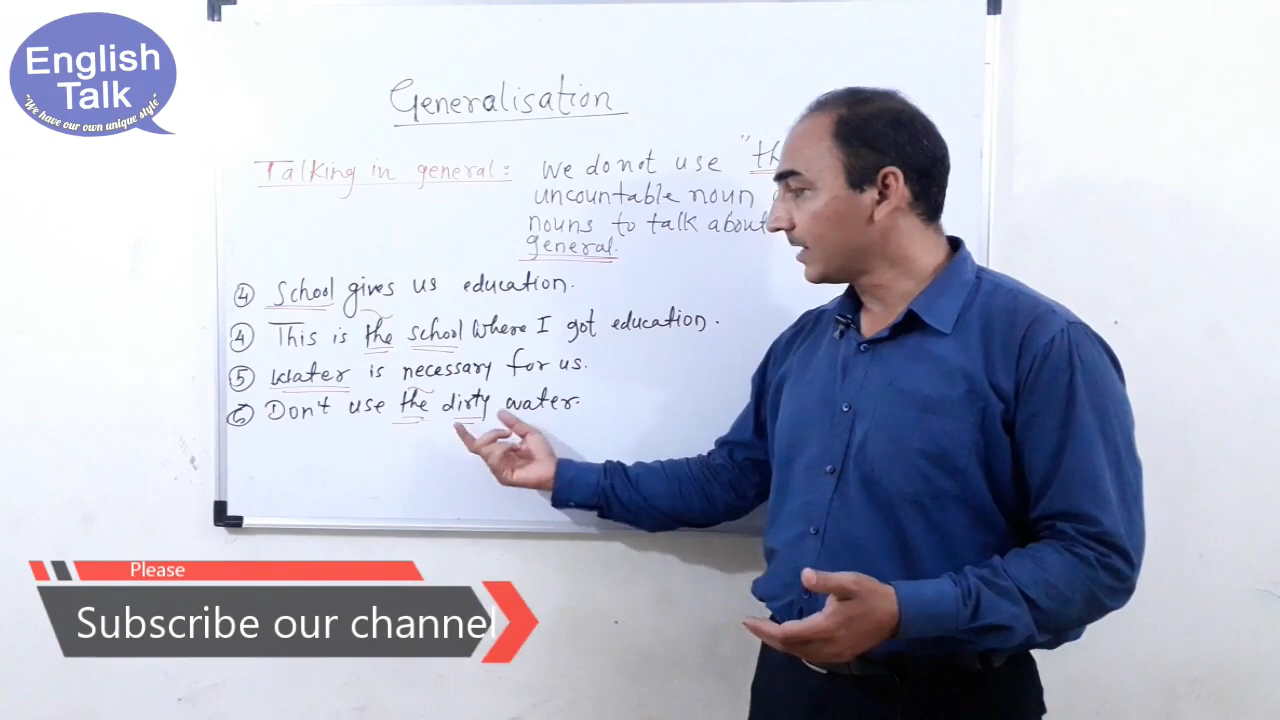 English
Talk
"We have our own unique style"
Generalisation
Talking in general: We do not use "th
uncountable noun
nouns to talk about
general.
④ School gives us education.
④ This is the school where I got education.
⑤ Water is necessary for us.
⑥ Don't use the dirty water.
Please
Subscribe our channel